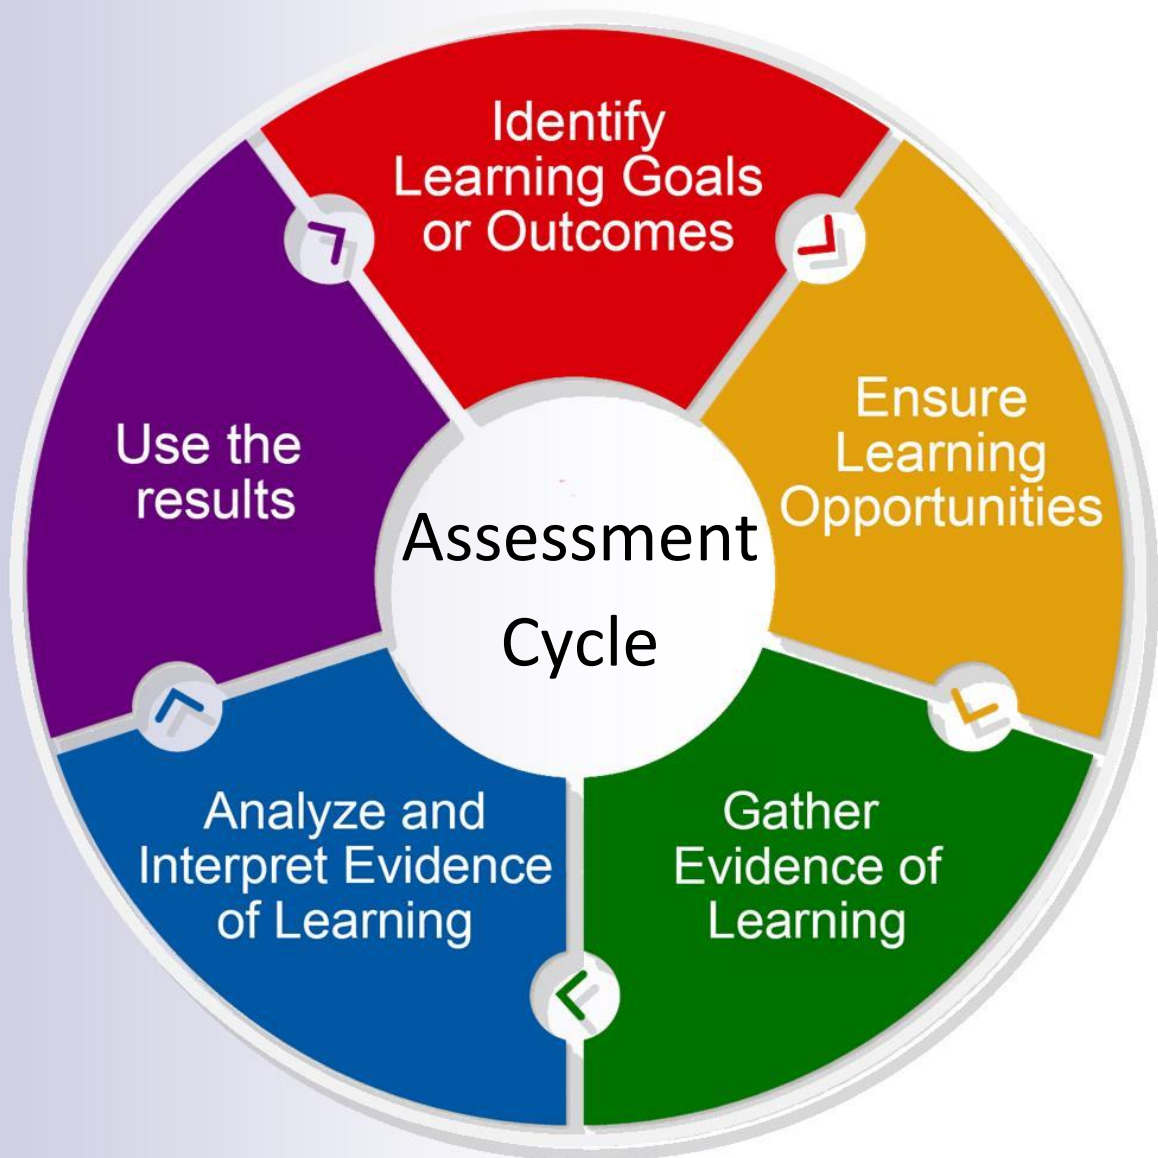 Identify
Learning Goals
or Outcomes
Ensure
Learning
Opportunities
Gather
Evidence of
Learning
Analyze and
Interpret Evidence
of Learning
Use the
results
Assessment
Cycle